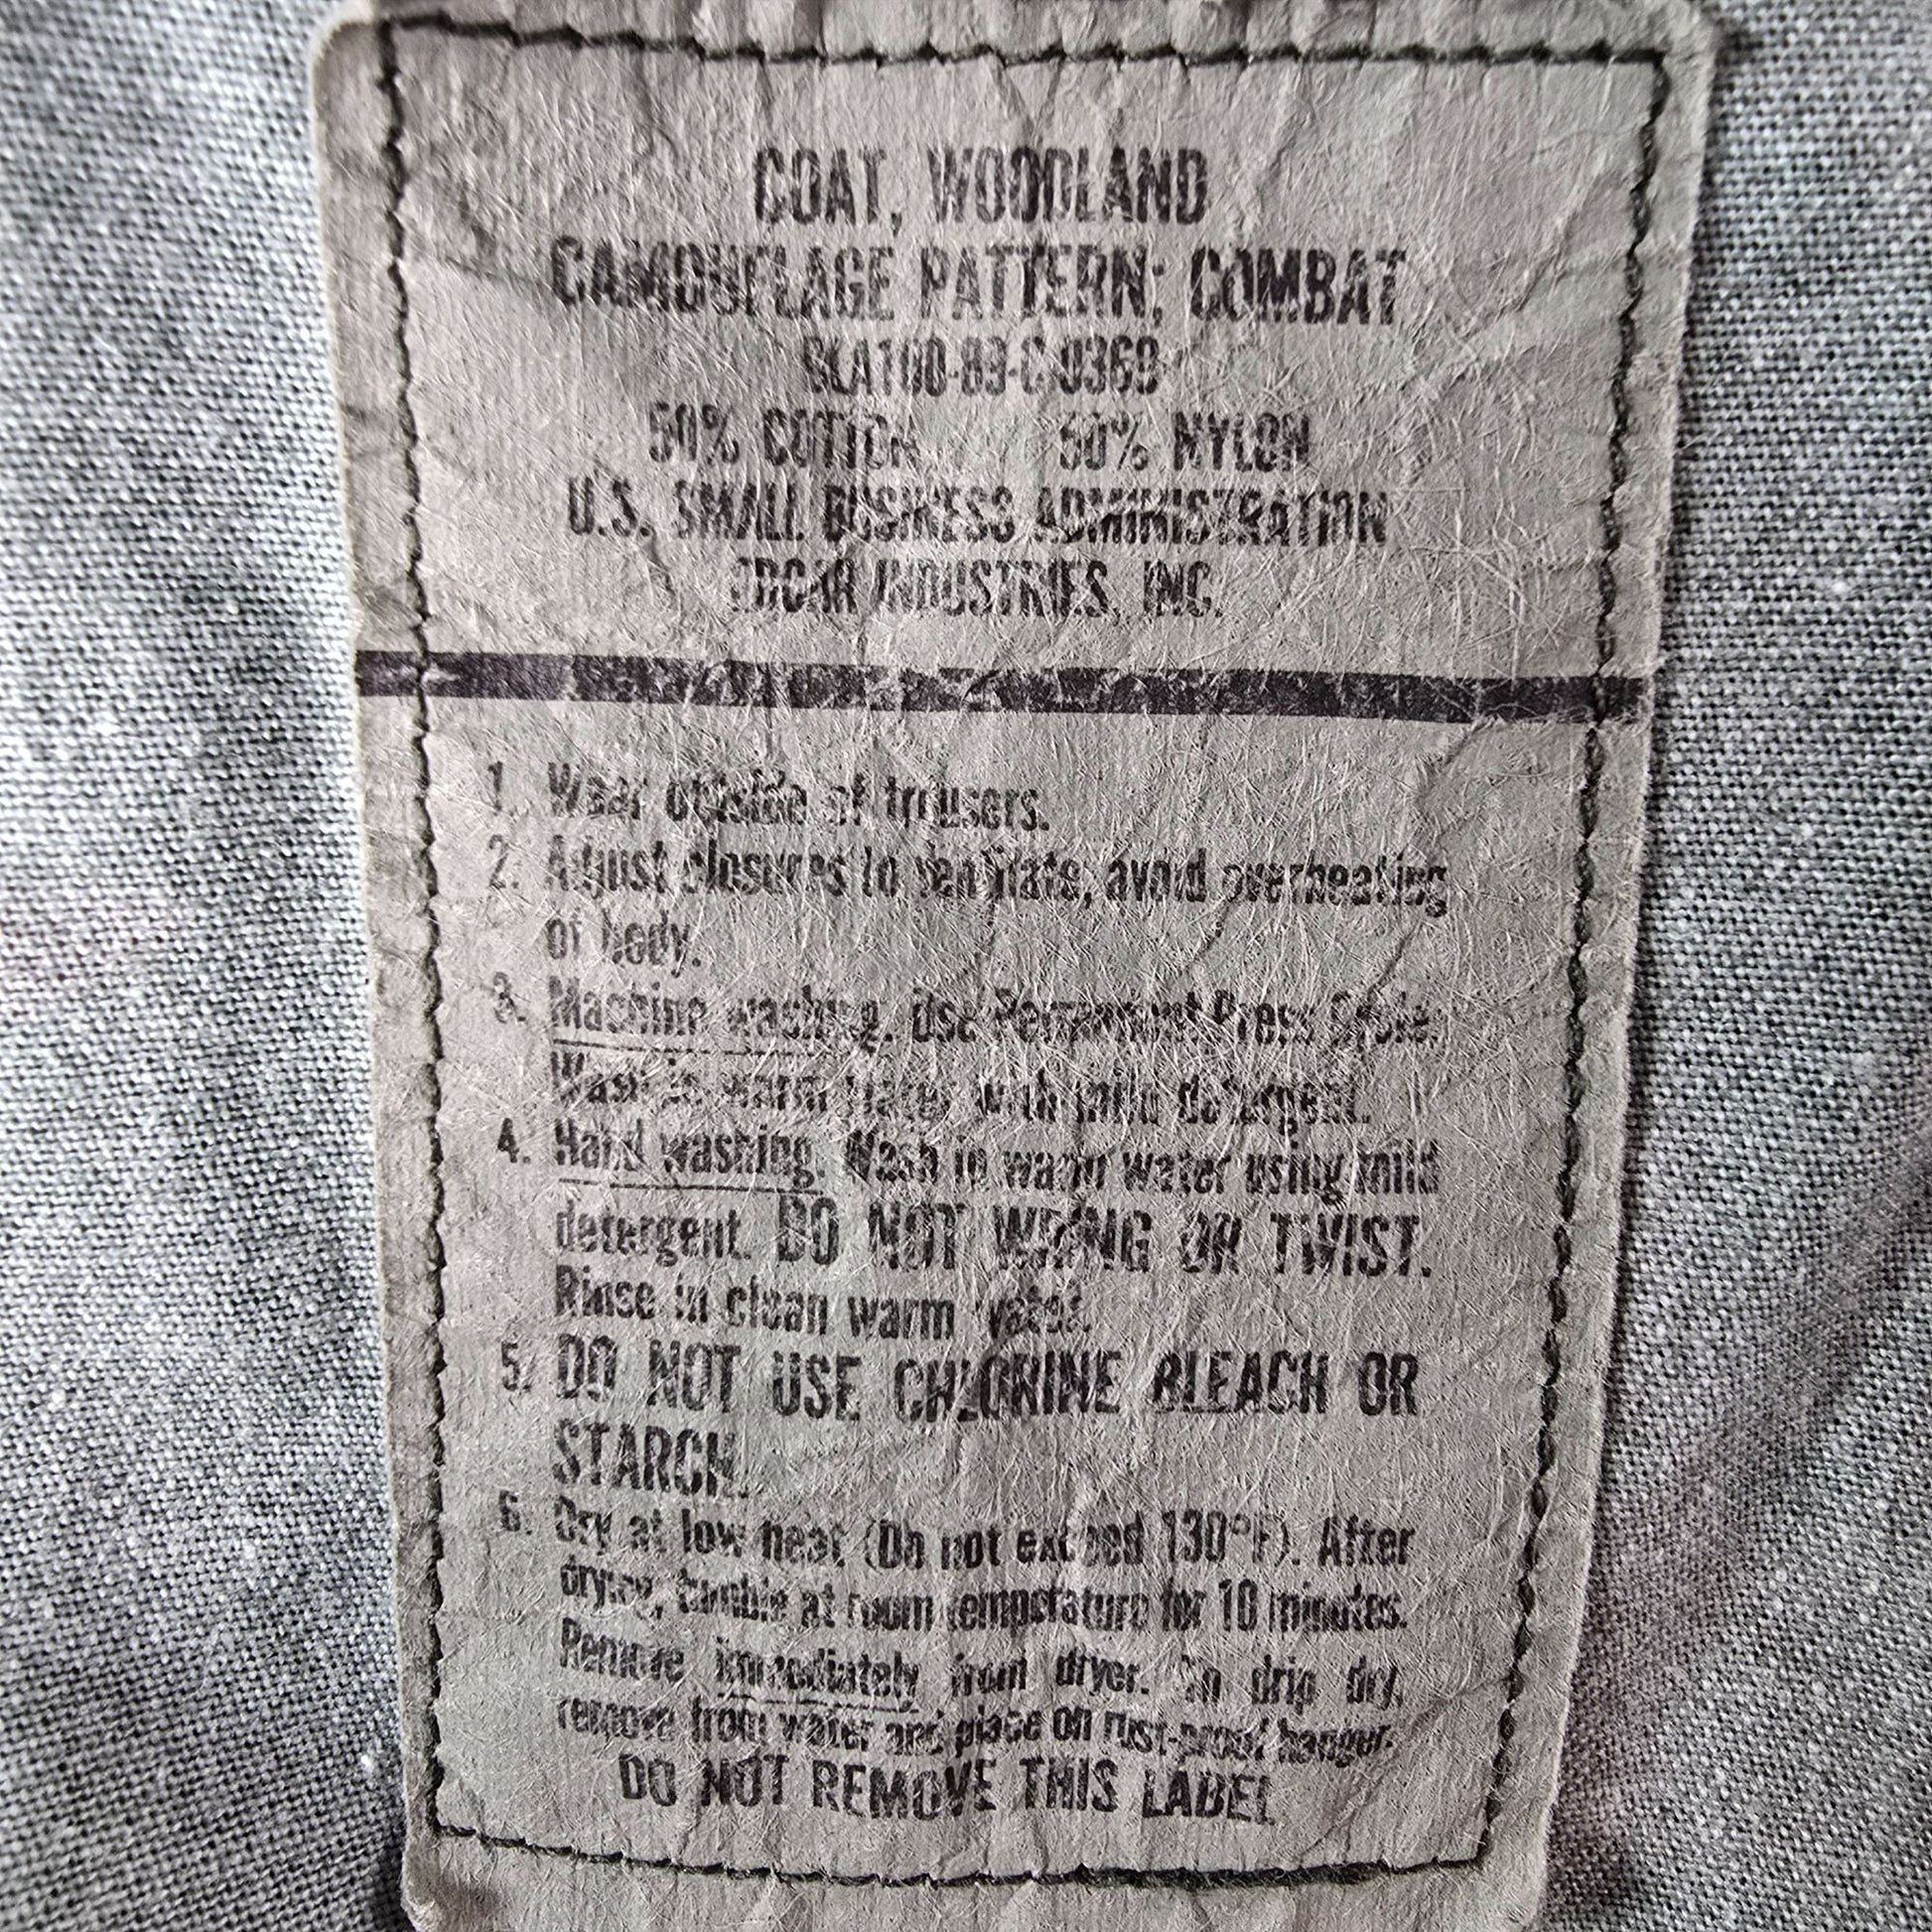 COAT, WOODLAND
CAMOUFLAGE PATTERN; COMBAT
SLA100-89-C-0369
50% COTTON 50% NYLON
U.S. SMALL BUSINESS ADMINISTRATION
INDUSTRIES, INC.
1. Wear outside of trousers.
2. Adjust closures to ventilate, avoid overheating
of body.
3. Machine washing. Use Permanent Press Cycle.
Wash in warm water with mild detergent.
4. Hand washing. Wash in warm water using mild
detergent. DO NOT WRING OR TWIST.
Rinse in clean warm water.
5. DO NOT USE CHLORINE BLEACH OR
STARCH.
6. Dry at low heat (Do not exceed 130°F). After
drying, tumble at room temperature for 10 minutes.
Remove immediately from dryer. To drip dry,
remove from water and place on rust-proof hanger.
DO NOT REMOVE THIS LABEL